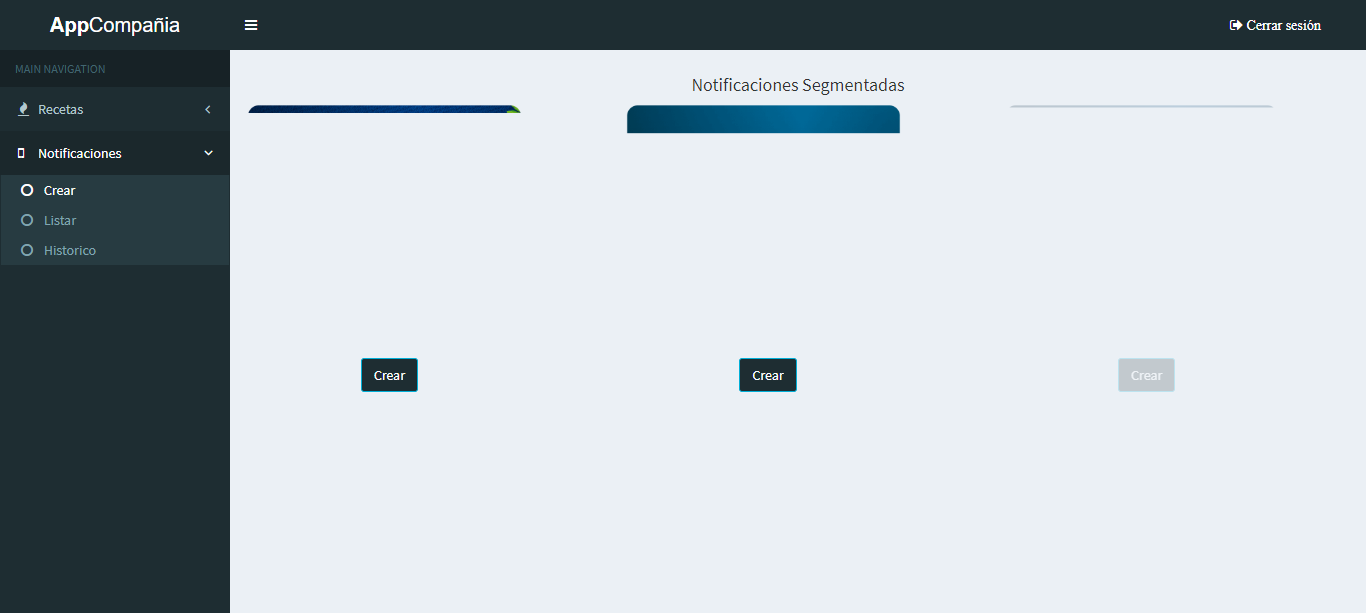 AppCompañia
Cerrar sesión
MAIN NAVIGATION
Recetas
Notificaciones
Crear
Listar
Historico
Notificaciones Segmentadas
Crear
Crear
Crear